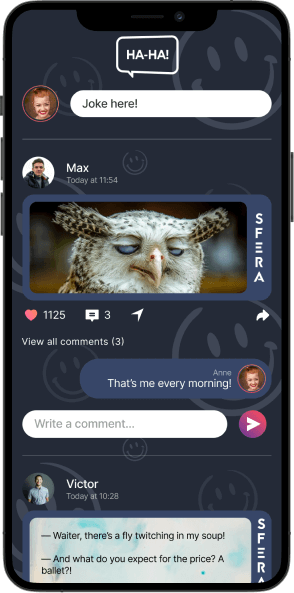 HA-HA!
Joke here!
Max
Today at 11:54
SFERA
1125
3
View all comments (3)
Anne
That's me every morning!
Write a comment...
Victor
Today at 10:28
— Waiter, there's a fly twitching in my soup!
— And what do you expect for the price? A
ballet?!
SFERA